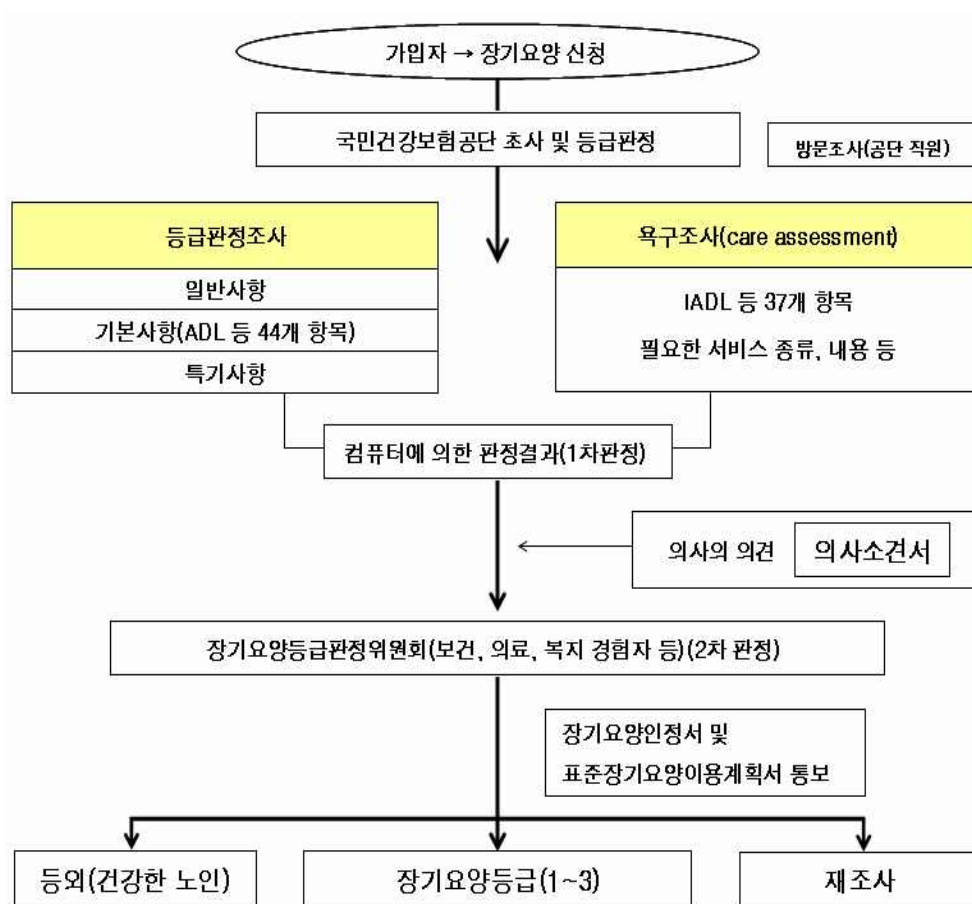 가입자 → 장기요양 신청
국민건강보험공단 초사 및 등급판정
방문조사(공단 직원)
등급판정조사
일반사항
기본사항(ADL 등 44개 항목)
특기사항
욕구조사(care assessment)
IADL 등 37개 항목
필요한 서비스 종류, 내용 등
컴퓨터에 의한 판정결과(1차판정)
의사의 의견 의사소견서
장기요양등급판정위원회(보건, 의료, 복지 경험자 등)(2차 판정)
장기요양인정서 및
표준장기요양이용계획서 통보
등외(건강한 노인)
장기요양등급(1~3)
재조사